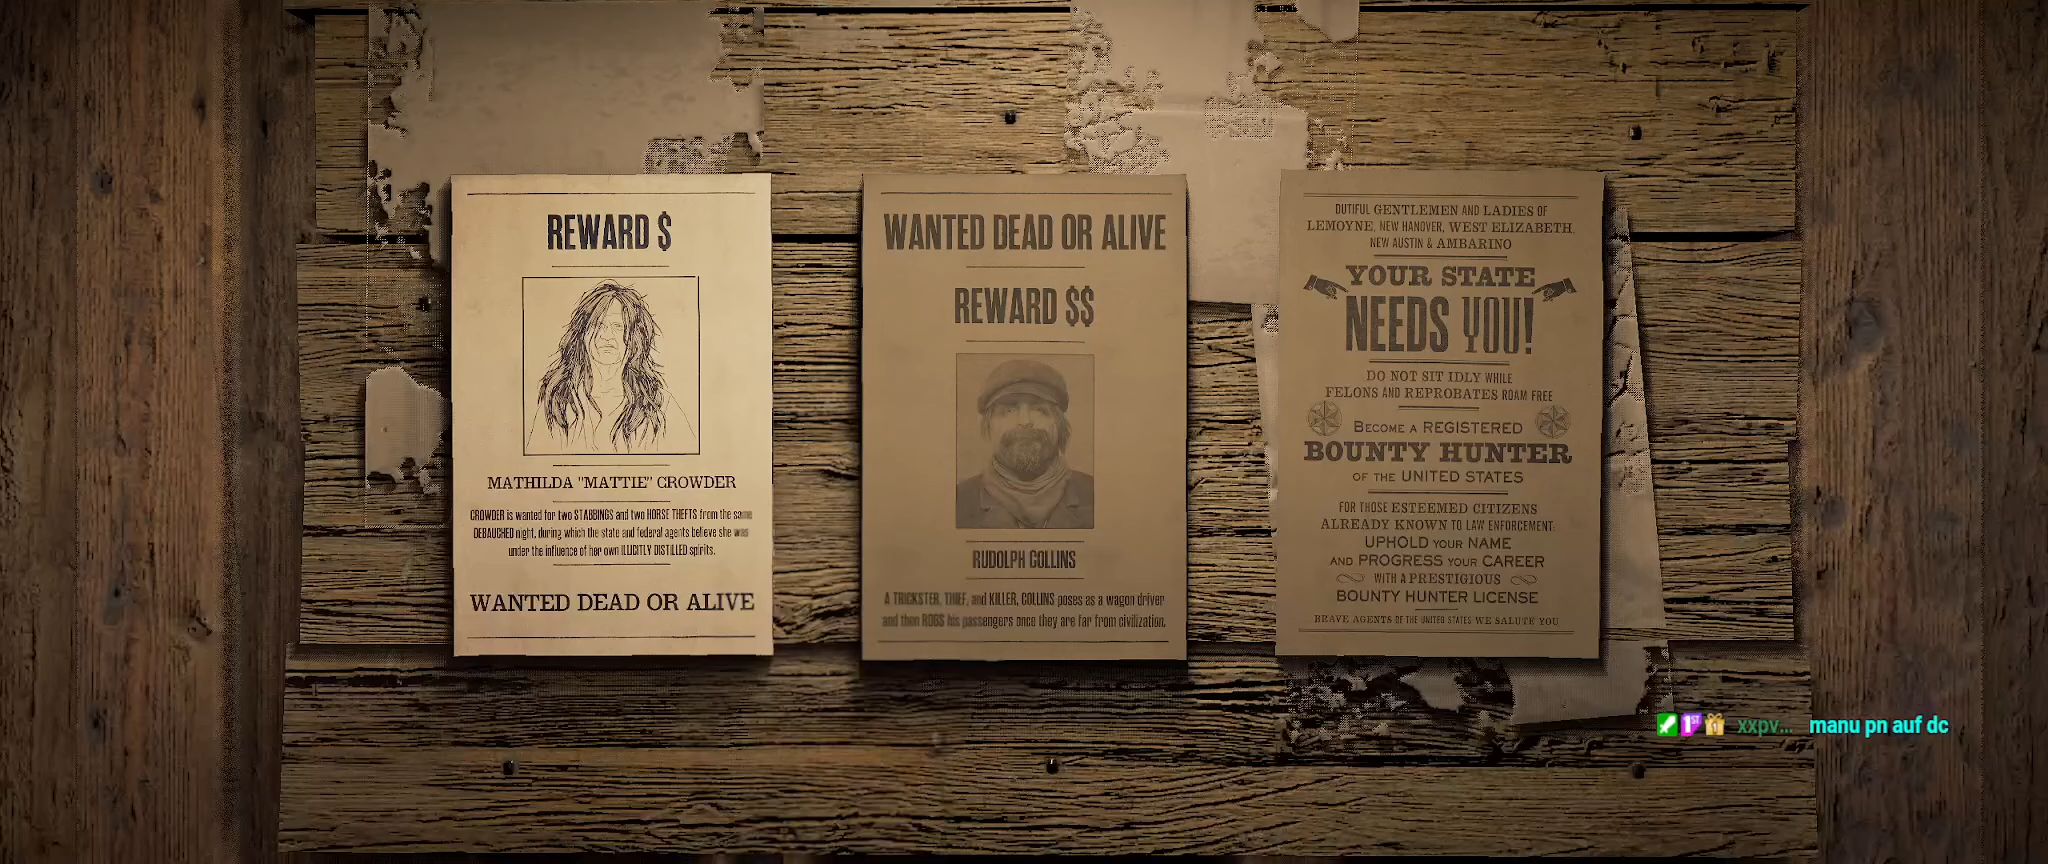 REWARD $
MATHILDA "MATTIE" CROWDER
CROWDER is wanted for two STABBINGS and two HORSE THEFTS from the same
DEBAUCHED night, during which the state and federal agents believe she was
under the influence of her own ILLICITLY DISTILLED spirits.
WANTED DEAD OR ALIVE
WANTED DEAD OR ALIVE
REWARD $$
RUDOLPH COLLINS
A TRICKSTER, THIEF, and KILLER, COLLINS poses as a wagon driver
and then ROBS his passengers once they are far from civilization.
DUTIFUL GENTLEMEN AND LADIES OF
LEMOYNE, NEW HANOVER, WEST ELIZABETH,
NEW AUSTIN & AMBARINO
YOUR STATE
NEEDS YOU!
DO NOT SIT IDLY WHILE
FELONS AND REPROBATES ROAM FREE
BECOME A REGISTERED
BOUNTY HUNTER
OF THE UNITED STATES
FOR THOSE ESTEEMED CITIZENS
ALREADY KNOWN TO LAW ENFORCEMENT,
UPHOLD YOUR NAME
AND PROGRESS YOUR CAREER
WITH A PRESTIGIOUS
BOUNTY HUNTER LICENSE
BRAVE AGENTS OF THE UNITED STATES WE SALUTE YOU
1ST xxpv... manu pn auf dc